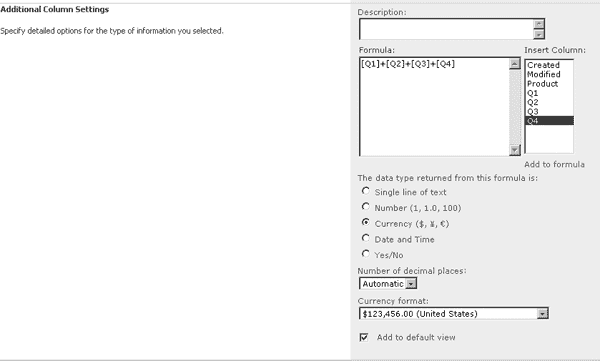 Additional Column Settings
Specify detailed options for the type of information you selected.
Description:
Formula:
[Q1]+[Q2]+[Q3]+[Q4]
Insert Column:
Created
Modified
Product
Q1
Q2
Q3
Q4
Add to formula
The data type returned from this formula is:
Single line of text
Number (1, 1.0, 100)
Currency ($, ¥, €)
Date and Time
Yes/No
Number of decimal places:
Automatic
Currency format:
$123,456.00 (United States)
Add to default view